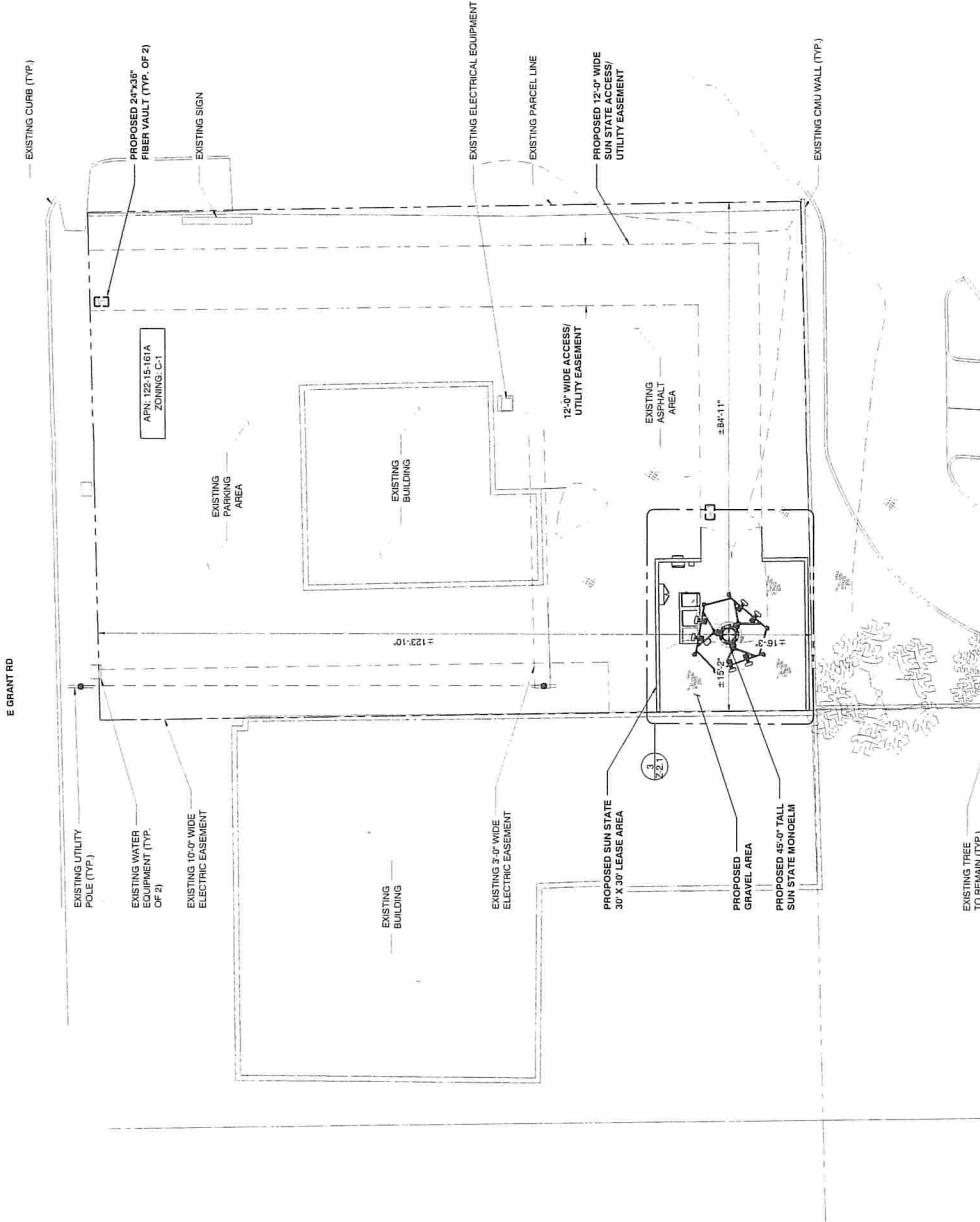 E GRANT RD
EXISTING CURB (TYP.)
PROPOSED 24"x36"
FIBER VAULT (TYP. OF 2)
EXISTING SIGN
EXISTING ELECTRICAL EQUIPMENT
EXISTING PARCEL LINE
PROPOSED 12'-0" WIDE
SUN STATE ACCESS/
UTILITY EASEMENT
EXISTING CMU WALL (TYP.)
APN: 122-15-161A
ZONING: C-1
EXISTING
PARKING
AREA
EXISTING
BUILDING
12'-0" WIDE ACCESS/
UTILITY EASEMENT
EXISTING
ASPHALT
AREA
±84'-11"
±123'-10"
±16'-3"
±15'-2"
3
Z-2.1
EXISTING UTILITY
POLE (TYP.)
EXISTING WATER
EQUIPMENT (TYP.
OF 2)
EXISTING 10'-0" WIDE
ELECTRIC EASEMENT
EXISTING
BUILDING
EXISTING 3'-0" WIDE
ELECTRIC EASEMENT
PROPOSED SUN STATE
30' X 30' LEASE AREA
PROPOSED
GRAVEL AREA
PROPOSED 45'-0" TALL
SUN STATE MONOELM
EXISTING TREE
TO REMAIN (TYP.)